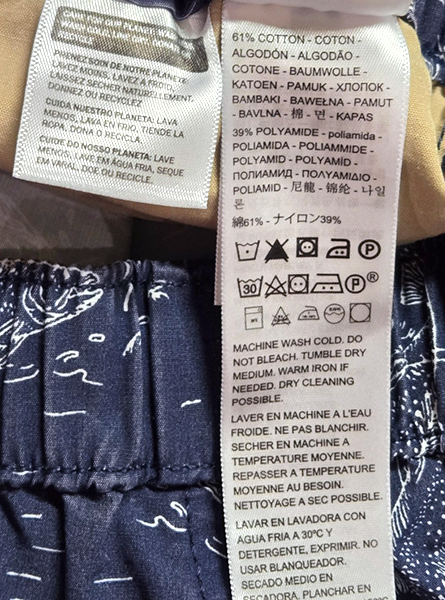 PRENEZ SOIN DE NOTRE PLANÈTE:
LAVEZ MOINS, LAVEZ À FROID,
LAISSEZ SÉCHER NATURELLEMENT,
DONNEZ OU RECYCLEZ
CUIDA NUESTRO PLANETA: LAVA
MENOS, LAVA EN FRIO, TIENDE LA
ROPA, DONA O RECICLA.
CUIDE DO NOSSO PLANETA: LAVE
MENOS, LAVE EM ÁGUA FRIA, SEQUE
EM VARAL, DOE OU RECICLE.
61% COTTON - COTON -
ALGODÓN - ALGODÃO -
COTONE - BAUMWOLLE -
KATOEN - PAMUK - ХЛОПОК -
BAMBAKI - BAWEŁNA - PAMUT
- BAVLNA - 棉 - 면 - KAPAS
39% POLYAMIDE - poliamida -
POLIAMIDA - POLIAMMIDE -
POLYAMID - POLYAMÍD -
ПОЛИАМИД - ΠΟΛΥΑΜΙΔΙΟ -
POLIAMID - 尼龍 - 锦纶 - 나일
론
綿61% - ナイロン39%
P
30 P ®
MACHINE WASH COLD. DO
NOT BLEACH. TUMBLE DRY
MEDIUM. WARM IRON IF
NEEDED. DRY CLEANING
POSSIBLE.
LAVER EN MACHINE A L'EAU
FROIDE. NE PAS BLANCHIR.
SECHER EN MACHINE A
TEMPERATURE MOYENNE.
REPASSER A TEMPERATURE
MOYENNE AU BESOIN.
NETTOYAGE A SEC POSSIBLE.
LAVAR EN LAVADORA CON
AGUA FRIA A 30ºC Y
DETERGENTE, EXPRIMIR. NO
USAR BLANQUEADOR.
SECADO MEDIO EN
SECADORA, PLANCHAR EN